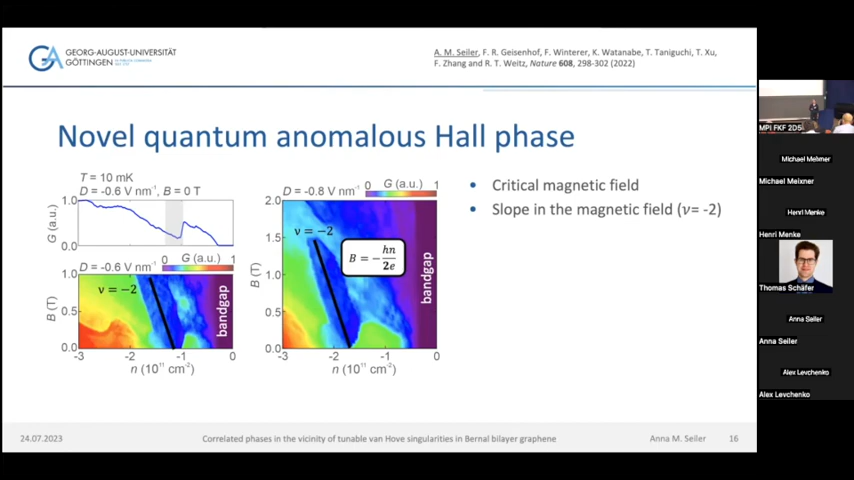 GEORG-AUGUST-UNIVERSITÄT
GÖTTINGEN
A. M. Seiler, F. R. Geisenhof, F. Winterer, K. Watanabe, T. Taniguchi, T. Xu,
F. Zhang and R. T. Weitz, Nature 608, 298-302 (2022)
Novel quantum anomalous Hall phase
T = 10 mK
D = -0.6 V nm⁻¹, B = 0 T
G (a.u.)
1.0
0.0
D = -0.6 V nm⁻¹
G (a.u.)
0 1
ν = −2
bandgap
B (T)
1.0
0.5
0.0
-3 -2 -1 0
n (10¹¹ cm⁻²)
D = -0.8 V nm⁻¹
G (a.u.)
0 1
ν = −2
B = − hn/2e
bandgap
B (T)
2.0
1.5
1.0
0.5
0.0
-3 -2 -1 0
n (10¹¹ cm⁻²)
• Critical magnetic field
• Slope in the magnetic field (ν= -2)
24.07.2023
Correlated phases in the vicinity of tunable van Hove singularities in Bernal bilayer graphene
Anna M. Seiler
16
MPI FKF 2D5
Michael Meixner
Michael Meixner
Henri Menke
Henri Menke
Thomas Schäfer
Anna Seiler
Anna Seiler
Alex Levchenko
Alex Levchenko